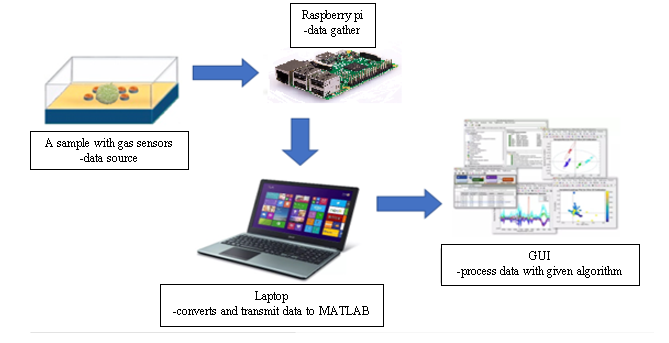 Raspberry pi
-data gather
A sample with gas sensors
-data source
Laptop
-converts and transmit data to MATLAB
GUI
-process data with given algorithm